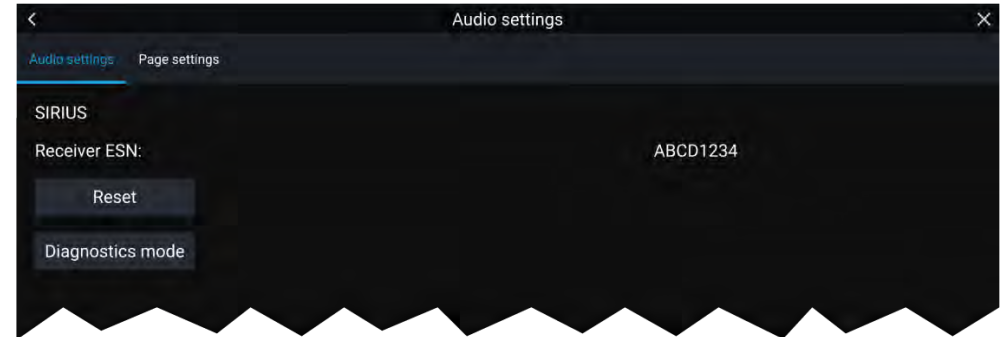 Audio settings
Audio settings Page settings
SIRIUS
Receiver ESN: ABCD1234
Reset
Diagnostics mode